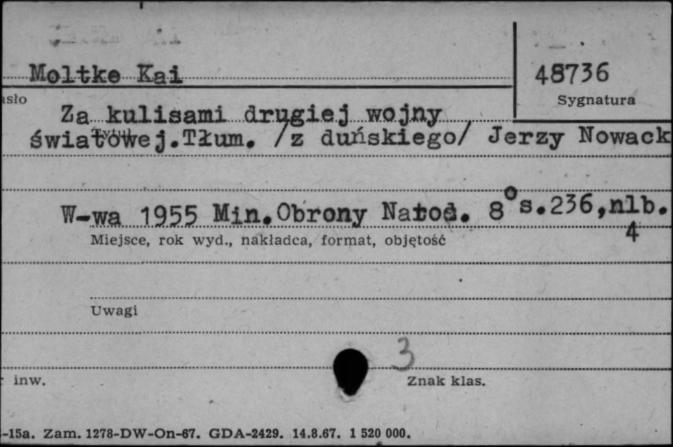 Moltke Kai
48736
asło
Sygnatura
Za kulisami drugiej wojny
światowej.Tłum. /z duńskiego/ Jerzy Nowack
W-wa 1955 Min.Obrony Natod. 8° s.236,nlb.
4
Miejsce, rok wyd., nakładca, format, objętość
Uwagi
3
r inw.
Znak klas.
-15a. Zam. 1278-DW-On-67. GDA-2429. 14.8.67. 1 520 000.